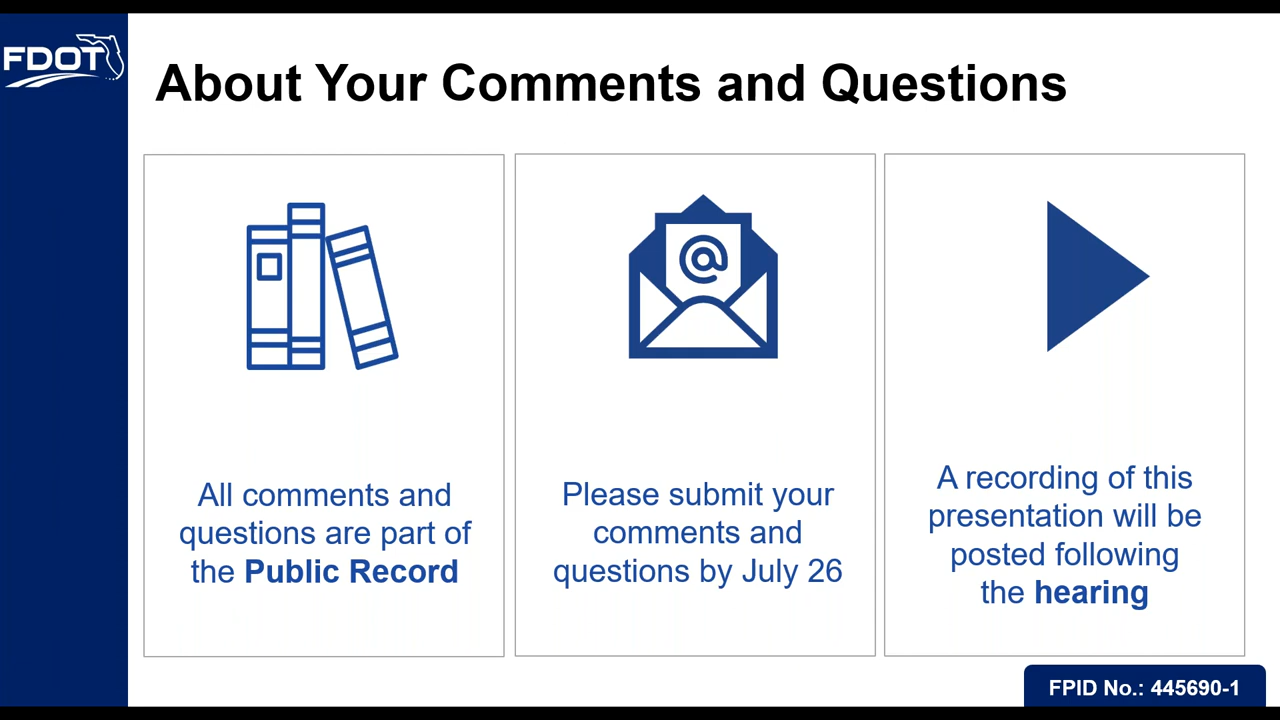 FDOT
About Your Comments and Questions
@
All comments and
questions are part of
the Public Record
Please submit your
comments and
questions by July 26
A recording of this
presentation will be
posted following
the hearing
FPID No.: 445690-1